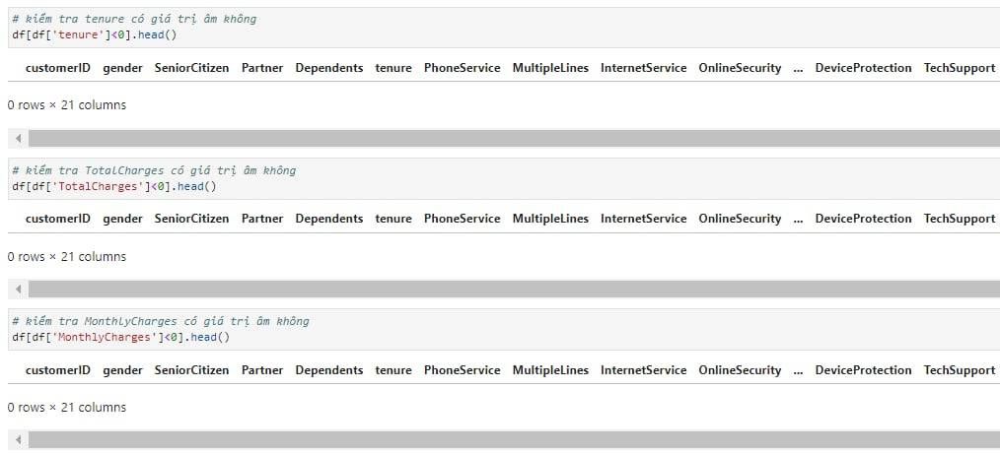 # kiểm tra tenure có giá trị âm không
df[df['tenure']<0].head()
customerID gender SeniorCitizen Partner Dependents tenure PhoneService MultipleLines InternetService OnlineSecurity ... DeviceProtection TechSupport
0 rows × 21 columns
# kiểm tra TotalCharges có giá trị âm không
df[df['TotalCharges']<0].head()
customerID gender SeniorCitizen Partner Dependents tenure PhoneService MultipleLines InternetService OnlineSecurity ... DeviceProtection TechSupport
0 rows × 21 columns
# kiểm tra MonthlyCharges có giá trị âm không
df[df['MonthlyCharges']<0].head()
customerID gender SeniorCitizen Partner Dependents tenure PhoneService MultipleLines InternetService OnlineSecurity ... DeviceProtection TechSupport
0 rows × 21 columns